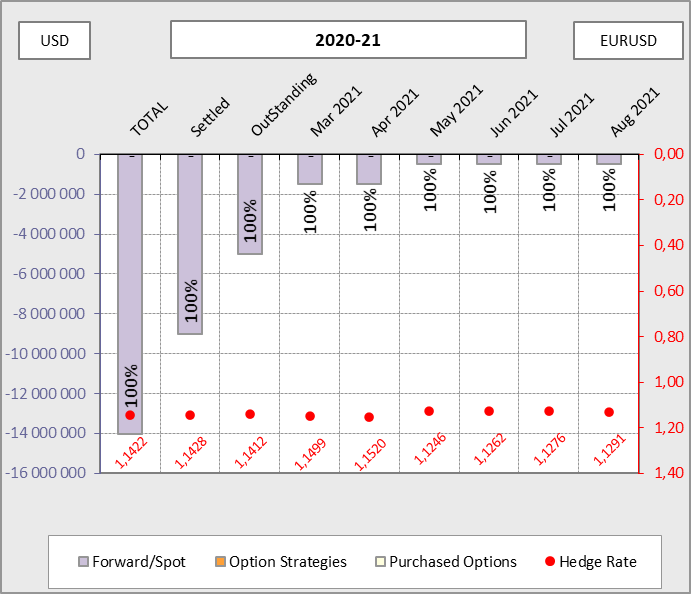 USD
2020-21
EURUSD
TOTAL
Settled
OutStanding
Mar 2021
Apr 2021
May 2021
Jun 2021
Jul 2021
Aug 2021
0
-2 000 000
-4 000 000
-6 000 000
-8 000 000
-10 000 000
-12 000 000
-14 000 000
-16 000 000
100%
100%
100%
100%
100%
100%
100%
100%
100%
0,00
0,20
0,40
0,60
0,80
1,00
1,20
1,40
1,1422
1,1428
1,1412
1,1499
1,1520
1,1246
1,1262
1,1276
1,1291
Forward/Spot
Option Strategies
Purchased Options
Hedge Rate